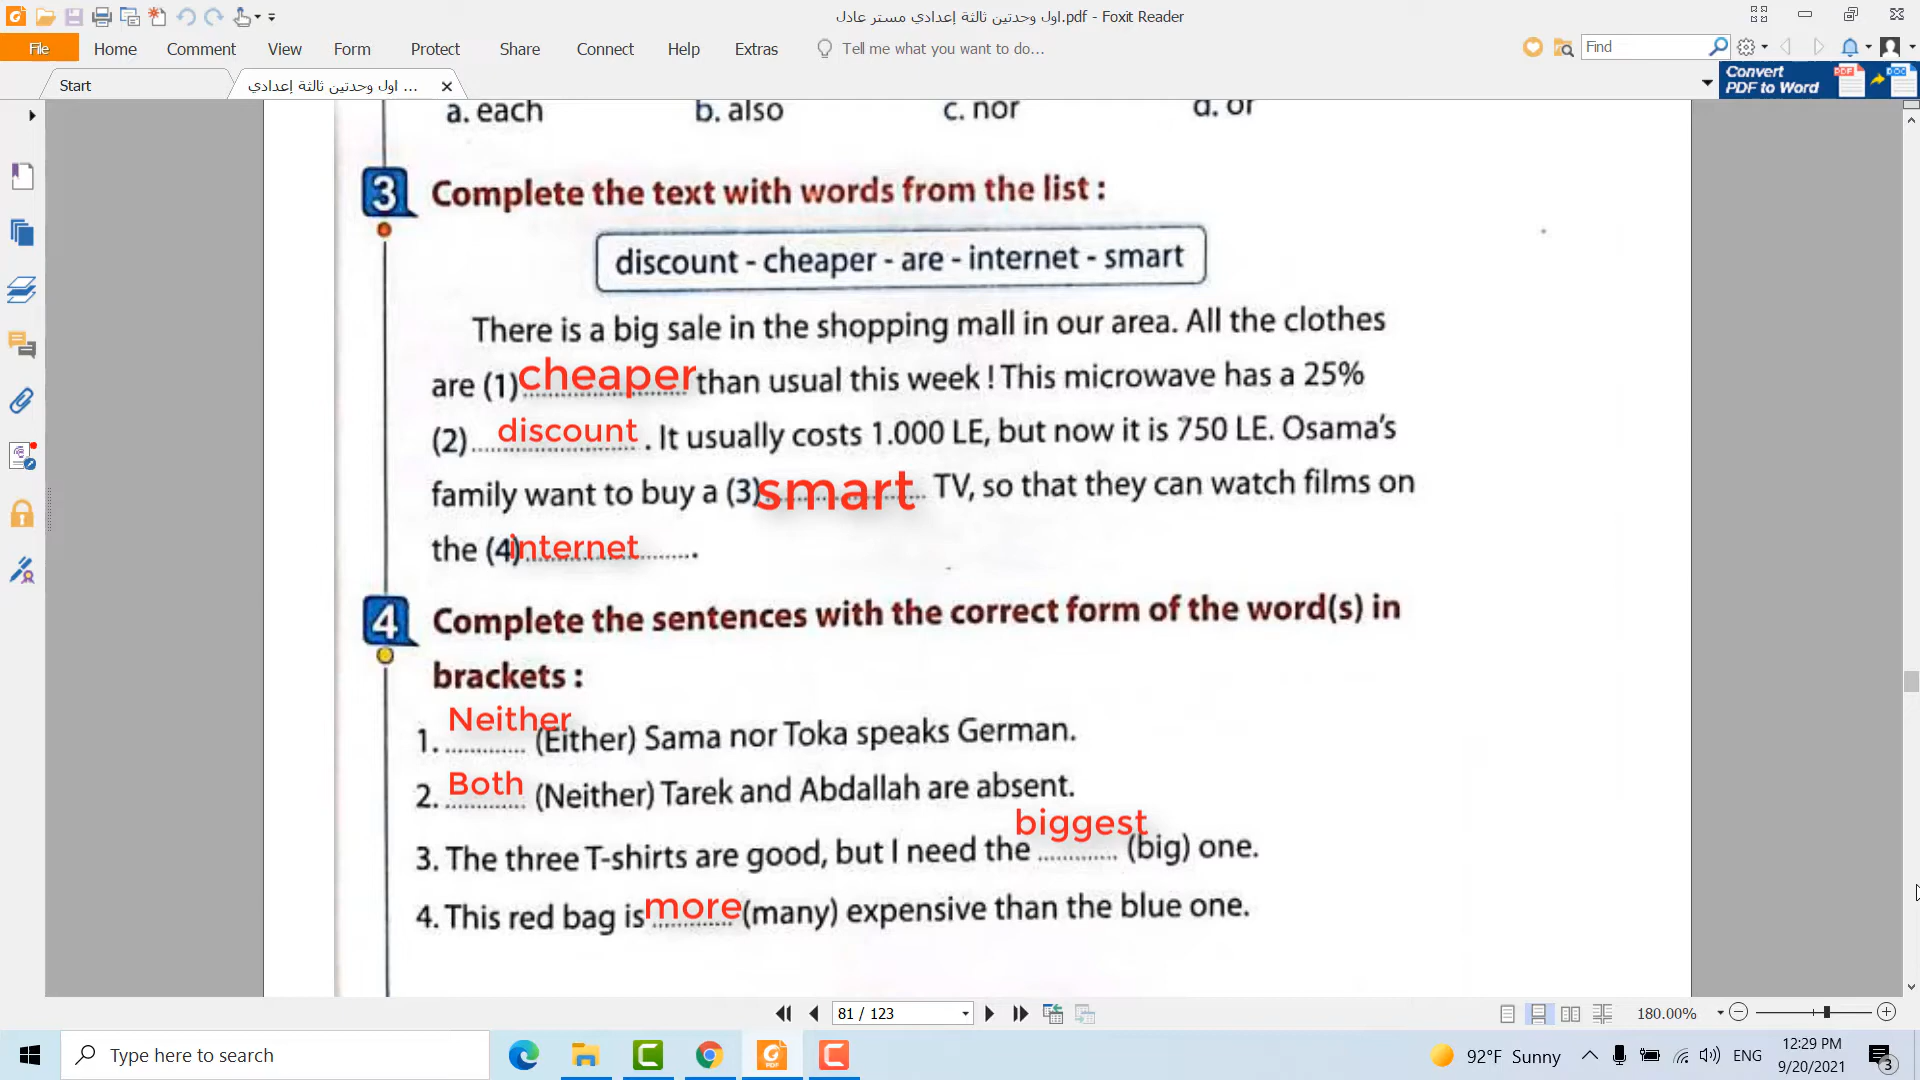 اول وحدتين ثالثة إعدادي مستر عادل.pdf - Foxit Reader
File Home Comment View Form Protect Share Connect Help Extras Tell me what you want to do... Find
Start اول وحدتين ثالثة إعدادي ...
Convert PDF to Word PDF DOC
a. each b. also c. nor d. or
3 Complete the text with words from the list :
discount - cheaper - are - internet - smart
There is a big sale in the shopping mall in our area. All the clothes
are (1) cheaper than usual this week ! This microwave has a 25%
(2) discount . It usually costs 1.000 LE, but now it is 750 LE. Osama's
family want to buy a (3) smart TV, so that they can watch films on
the (4) internet .
4 Complete the sentences with the correct form of the word(s) in
brackets :
Neither
1. ............ (Either) Sama nor Toka speaks German.
Both
2. ............ (Neither) Tarek and Abdallah are absent.
biggest
3. The three T-shirts are good, but I need the ............ (big) one.
4. This red bag is more (many) expensive than the blue one.
81 / 123 180.00%
Type here to search 92°F Sunny ENG 12:29 PM
9/20/2021 3